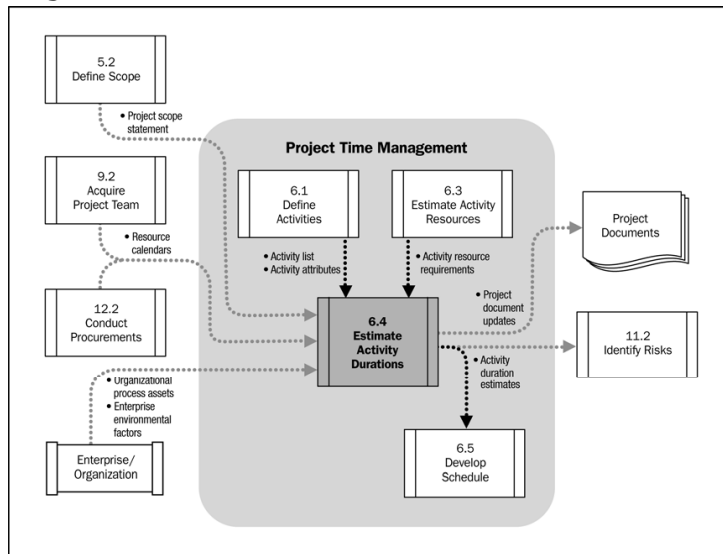 5.2
Define Scope
• Project scope
statement
Project Time Management
9.2
Acquire
Project Team
6.1
Define
Activities
6.3
Estimate Activity
Resources
Project
Documents
• Resource
calendars
• Activity list
• Activity attributes
• Activity resource
requirements
12.2
Conduct
Procurements
6.4
Estimate
Activity
Durations
• Project
document
updates
11.2
Identify Risks
• Organizational
process assets
• Enterprise
environmental
factors
• Activity
duration
estimates
Enterprise/
Organization
6.5
Develop
Schedule